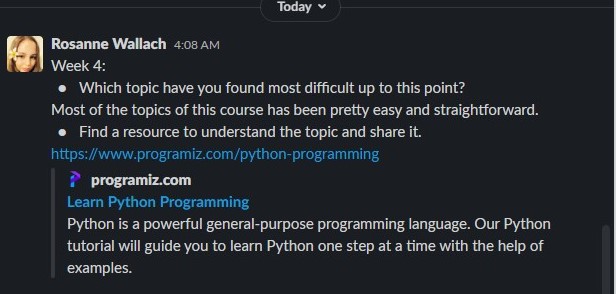 Today
Rosanne Wallach 4:08 AM
Week 4:
• Which topic have you found most difficult up to this point?
Most of the topics of this course has been pretty easy and straightforward.
• Find a resource to understand the topic and share it.
https://www.programiz.com/python-programming
programiz.com
Learn Python Programming
Python is a powerful general-purpose programming language. Our Python
tutorial will guide you to learn Python one step at a time with the help of
examples.